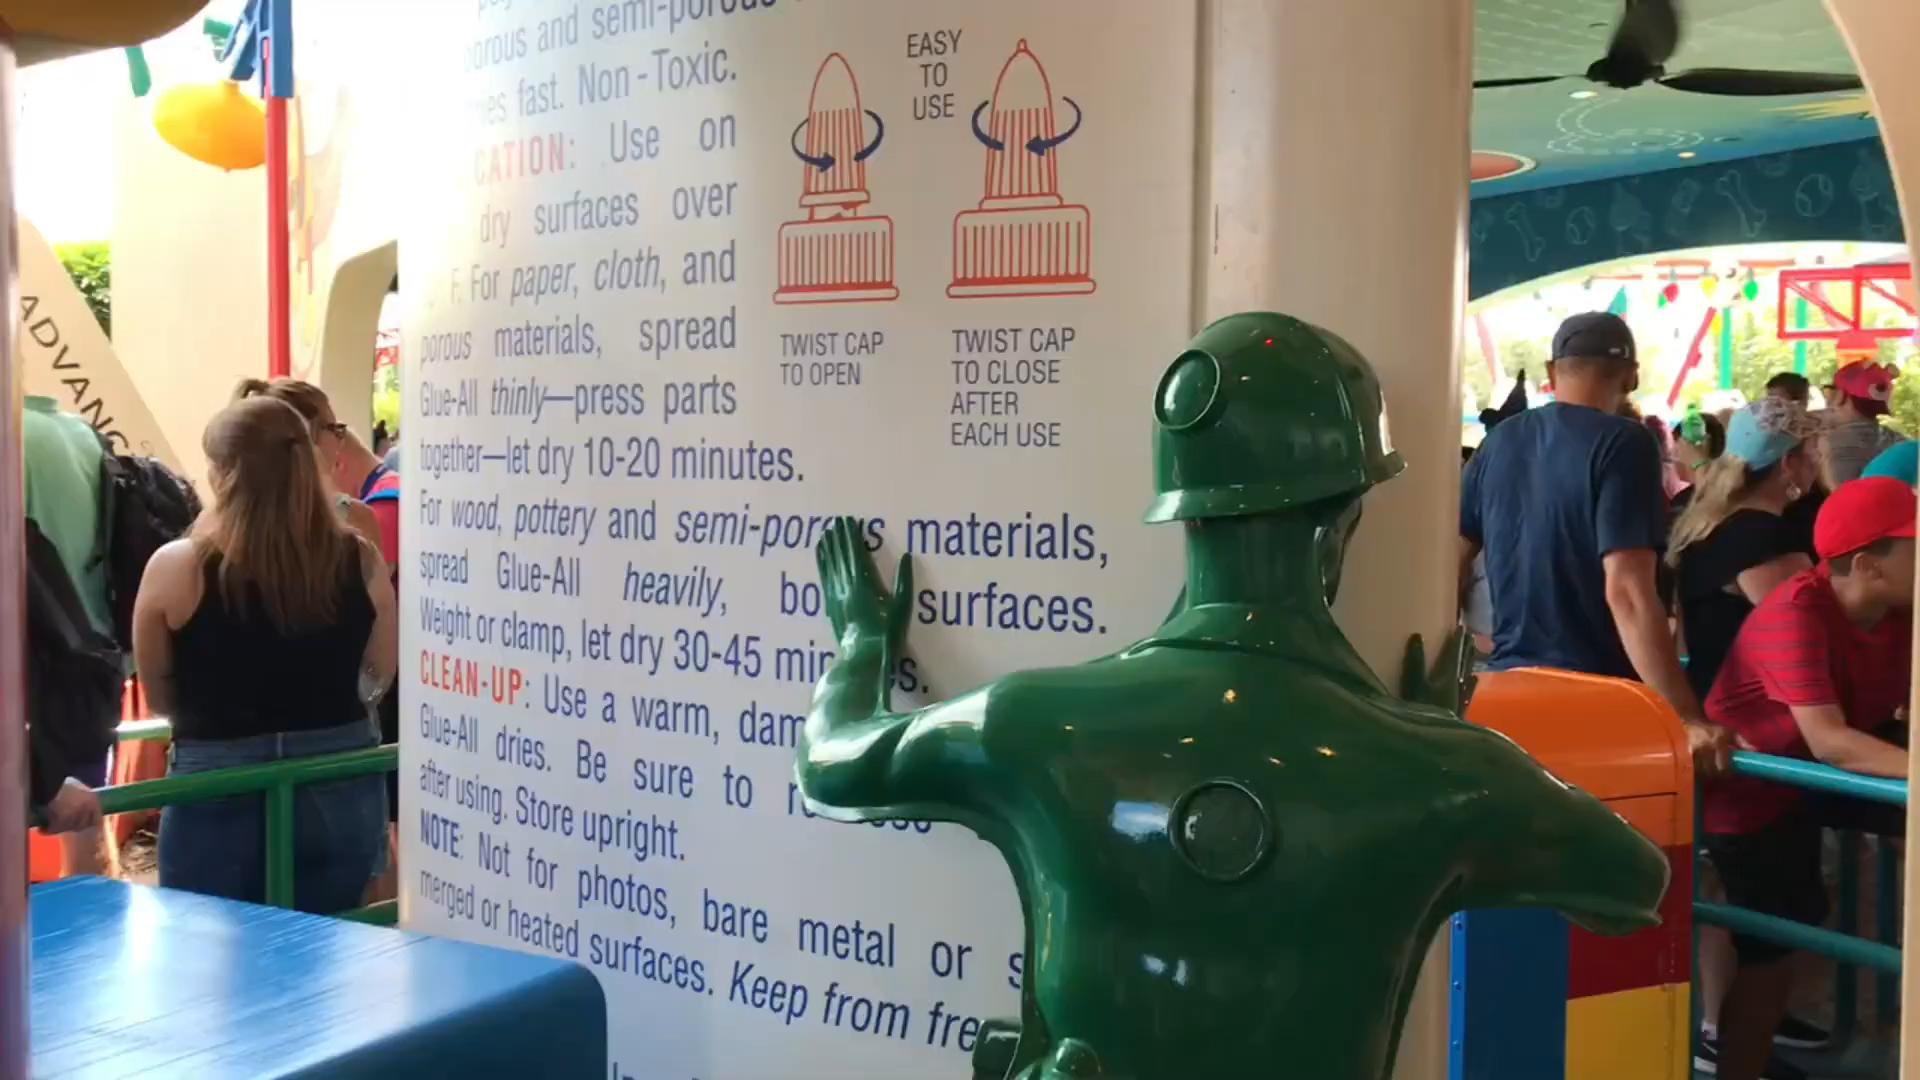 orous and semi-porous
fast. Non-Toxic.
CATION: Use on
dry surfaces over
F. For paper, cloth, and
porous materials, spread
Glue-All thinly—press parts
together—let dry 10-20 minutes.
For wood, pottery and semi-porous materials,
spread Glue-All heavily, bo surfaces.
Weight or clamp, let dry 30-45 min es.
CLEAN-UP: Use a warm, dam
Glue-All dries. Be sure to
after using. Store upright.
NOTE: Not for photos, bare metal or s
merged or heated surfaces. Keep from fre
EASY
TO
USE
TWIST CAP
TO OPEN
TWIST CAP
TO CLOSE
AFTER
EACH USE
ADVANC